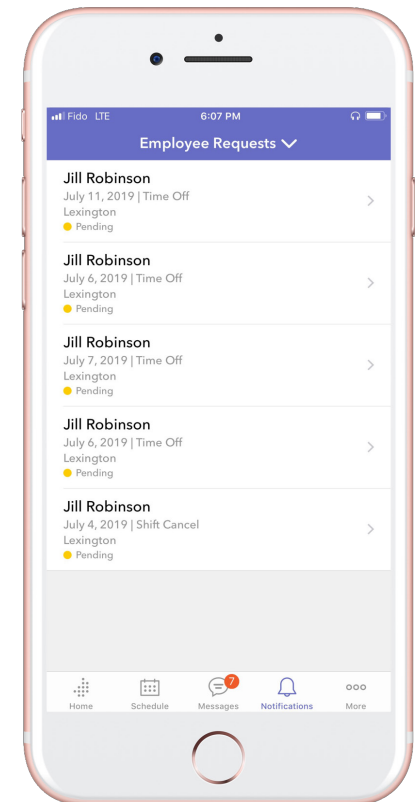 Fido LTE 6:07 PM
Employee Requests
Jill Robinson
July 11, 2019 | Time Off
Lexington
Pending
Jill Robinson
July 6, 2019 | Time Off
Lexington
Pending
Jill Robinson
July 7, 2019 | Time Off
Lexington
Pending
Jill Robinson
July 6, 2019 | Time Off
Lexington
Pending
Jill Robinson
July 4, 2019 | Shift Cancel
Lexington
Pending
7
Home Schedule Messages Notifications More